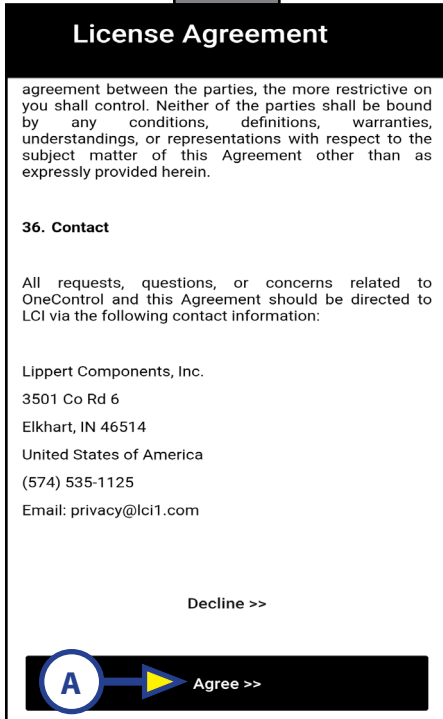 License Agreement
agreement between the parties, the more restrictive on
you shall control. Neither of the parties shall be bound
by any conditions, definitions, warranties,
understandings, or representations with respect to the
subject matter of this Agreement other than as
expressly provided herein.
36. Contact
All requests, questions, or concerns related to
OneControl and this Agreement should be directed to
LCI via the following contact information:
Lippert Components, Inc.
3501 Co Rd 6
Elkhart, IN 46514
United States of America
(574) 535-1125
Email: privacy@lci1.com
Decline >>
A Agree >>